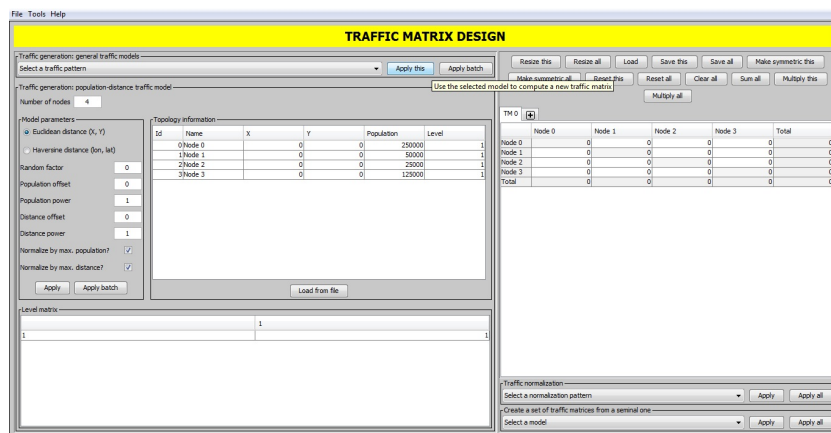 File Tools Help
TRAFFIC MATRIX DESIGN
Traffic generation: general traffic models
Select a traffic pattern
Apply this
Apply batch
Use the selected model to compute a new traffic matrix
Traffic generation: population-distance traffic model
Number of nodes 4
Model parameters
Euclidean distance (X, Y)
Haversine distance (lon, lat)
Random factor 0
Population offset 0
Population power 1
Distance offset 0
Distance power 1
Normalize by max. population?
Normalize by max. distance?
Apply Apply batch
Topology information
Id Name X Y Population Level
0 Node 0 0 0 250000 1
1 Node 1 0 0 50000 1
2 Node 2 0 0 25000 1
3 Node 3 0 0 125000 1
Load from file
Level matrix
1
1 1
Resize this Resize all Load Save this Save all Make symmetric this
Make symmetric all Reset this Reset all Clear all Sum all Multiply this
Multiply all
TM 0
Node 0 Node 1 Node 2 Node 3 Total
Node 0 0 0 0 0 0
Node 1 0 0 0 0 0
Node 2 0 0 0 0 0
Node 3 0 0 0 0 0
Total 0 0 0 0 0
Traffic normalization
Select a normalization pattern Apply Apply all
Create a set of traffic matrices from a seminal one
Select a model Apply Apply all